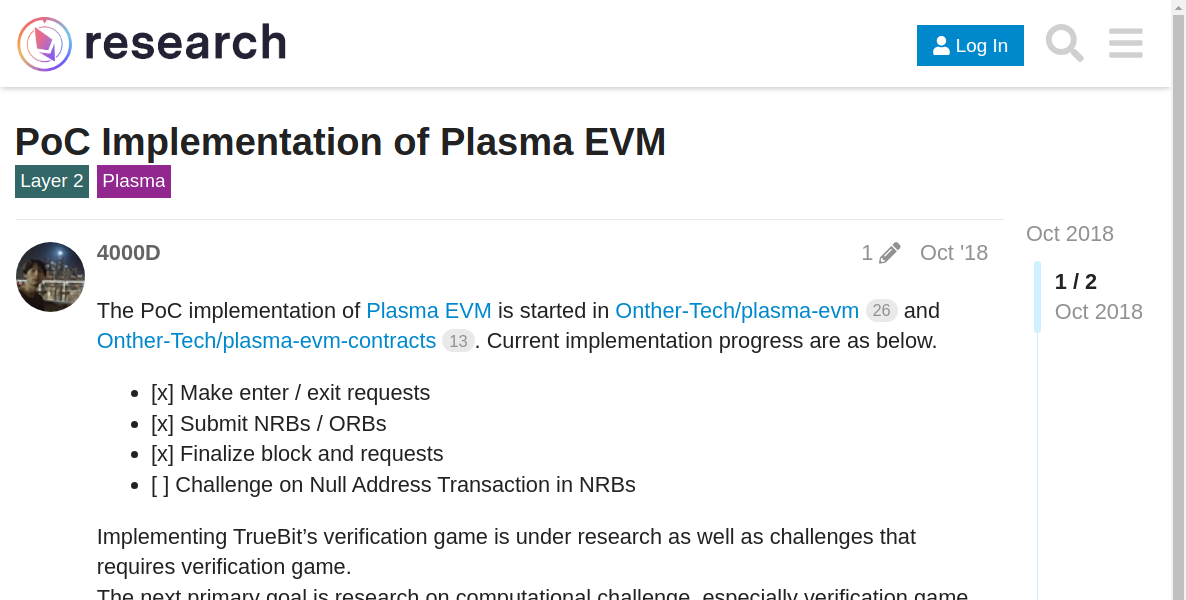 research
Log In
PoC Implementation of Plasma EVM
Layer 2 Plasma
Oct 2018
4000D 1 Oct '18
1 / 2
Oct 2018
The PoC implementation of Plasma EVM is started in Onther-Tech/plasma-evm 26 and
Onther-Tech/plasma-evm-contracts 13. Current implementation progress are as below.
• [x] Make enter / exit requests
• [x] Submit NRBs / ORBs
• [x] Finalize block and requests
• [ ] Challenge on Null Address Transaction in NRBs
Implementing TrueBit’s verification game is under research as well as challenges that
requires verification game.
The next primary goal is research on computational challenge, especially verification game